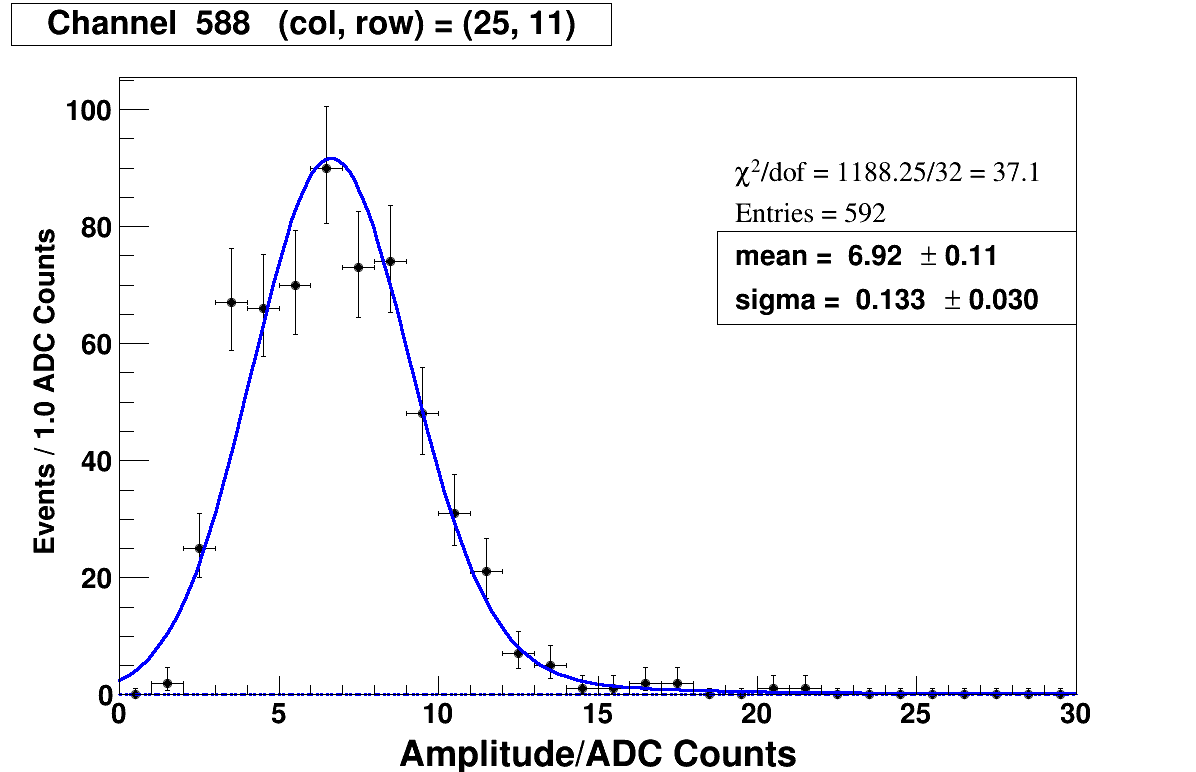 Channel 588 (col, row) = (25, 11)
χ²/dof = 1188.25/32 = 37.1
Entries = 592
mean = 6.92 ± 0.11
sigma = 0.133 ± 0.030
Events / 1.0 ADC Counts
100
80
60
40
20
0
0 5 10 15 20 25 30
Amplitude/ADC Counts